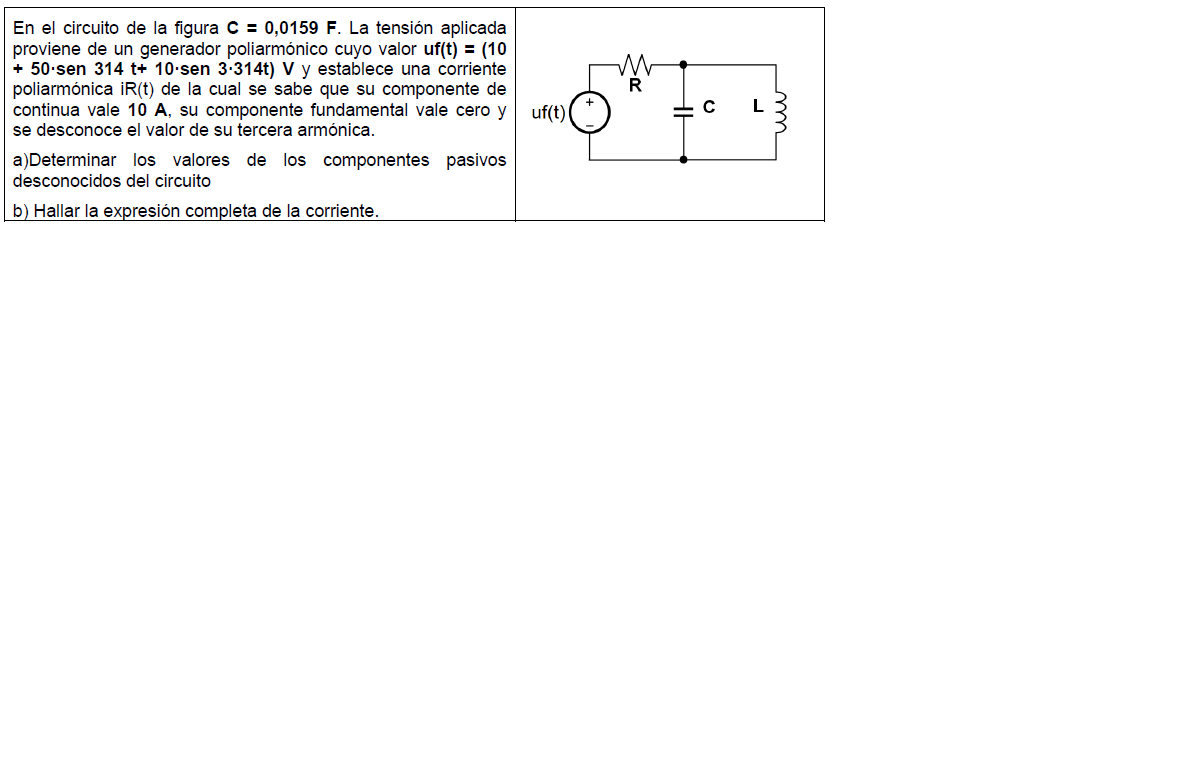 En el circuito de la figura C = 0,0159 F. La tensión aplicada
proviene de un generador poliarmónico cuyo valor uf(t) = (10
+ 50·sen 314 t+ 10·sen 3·314t) V y establece una corriente
poliarmónica iR(t) de la cual se sabe que su componente de
continua vale 10 A, su componente fundamental vale cero y
se desconoce el valor de su tercera armónica.
a)Determinar los valores de los componentes pasivos
desconocidos del circuito
b) Hallar la expresión completa de la corriente.
R
uf(t)
+
–
C
L